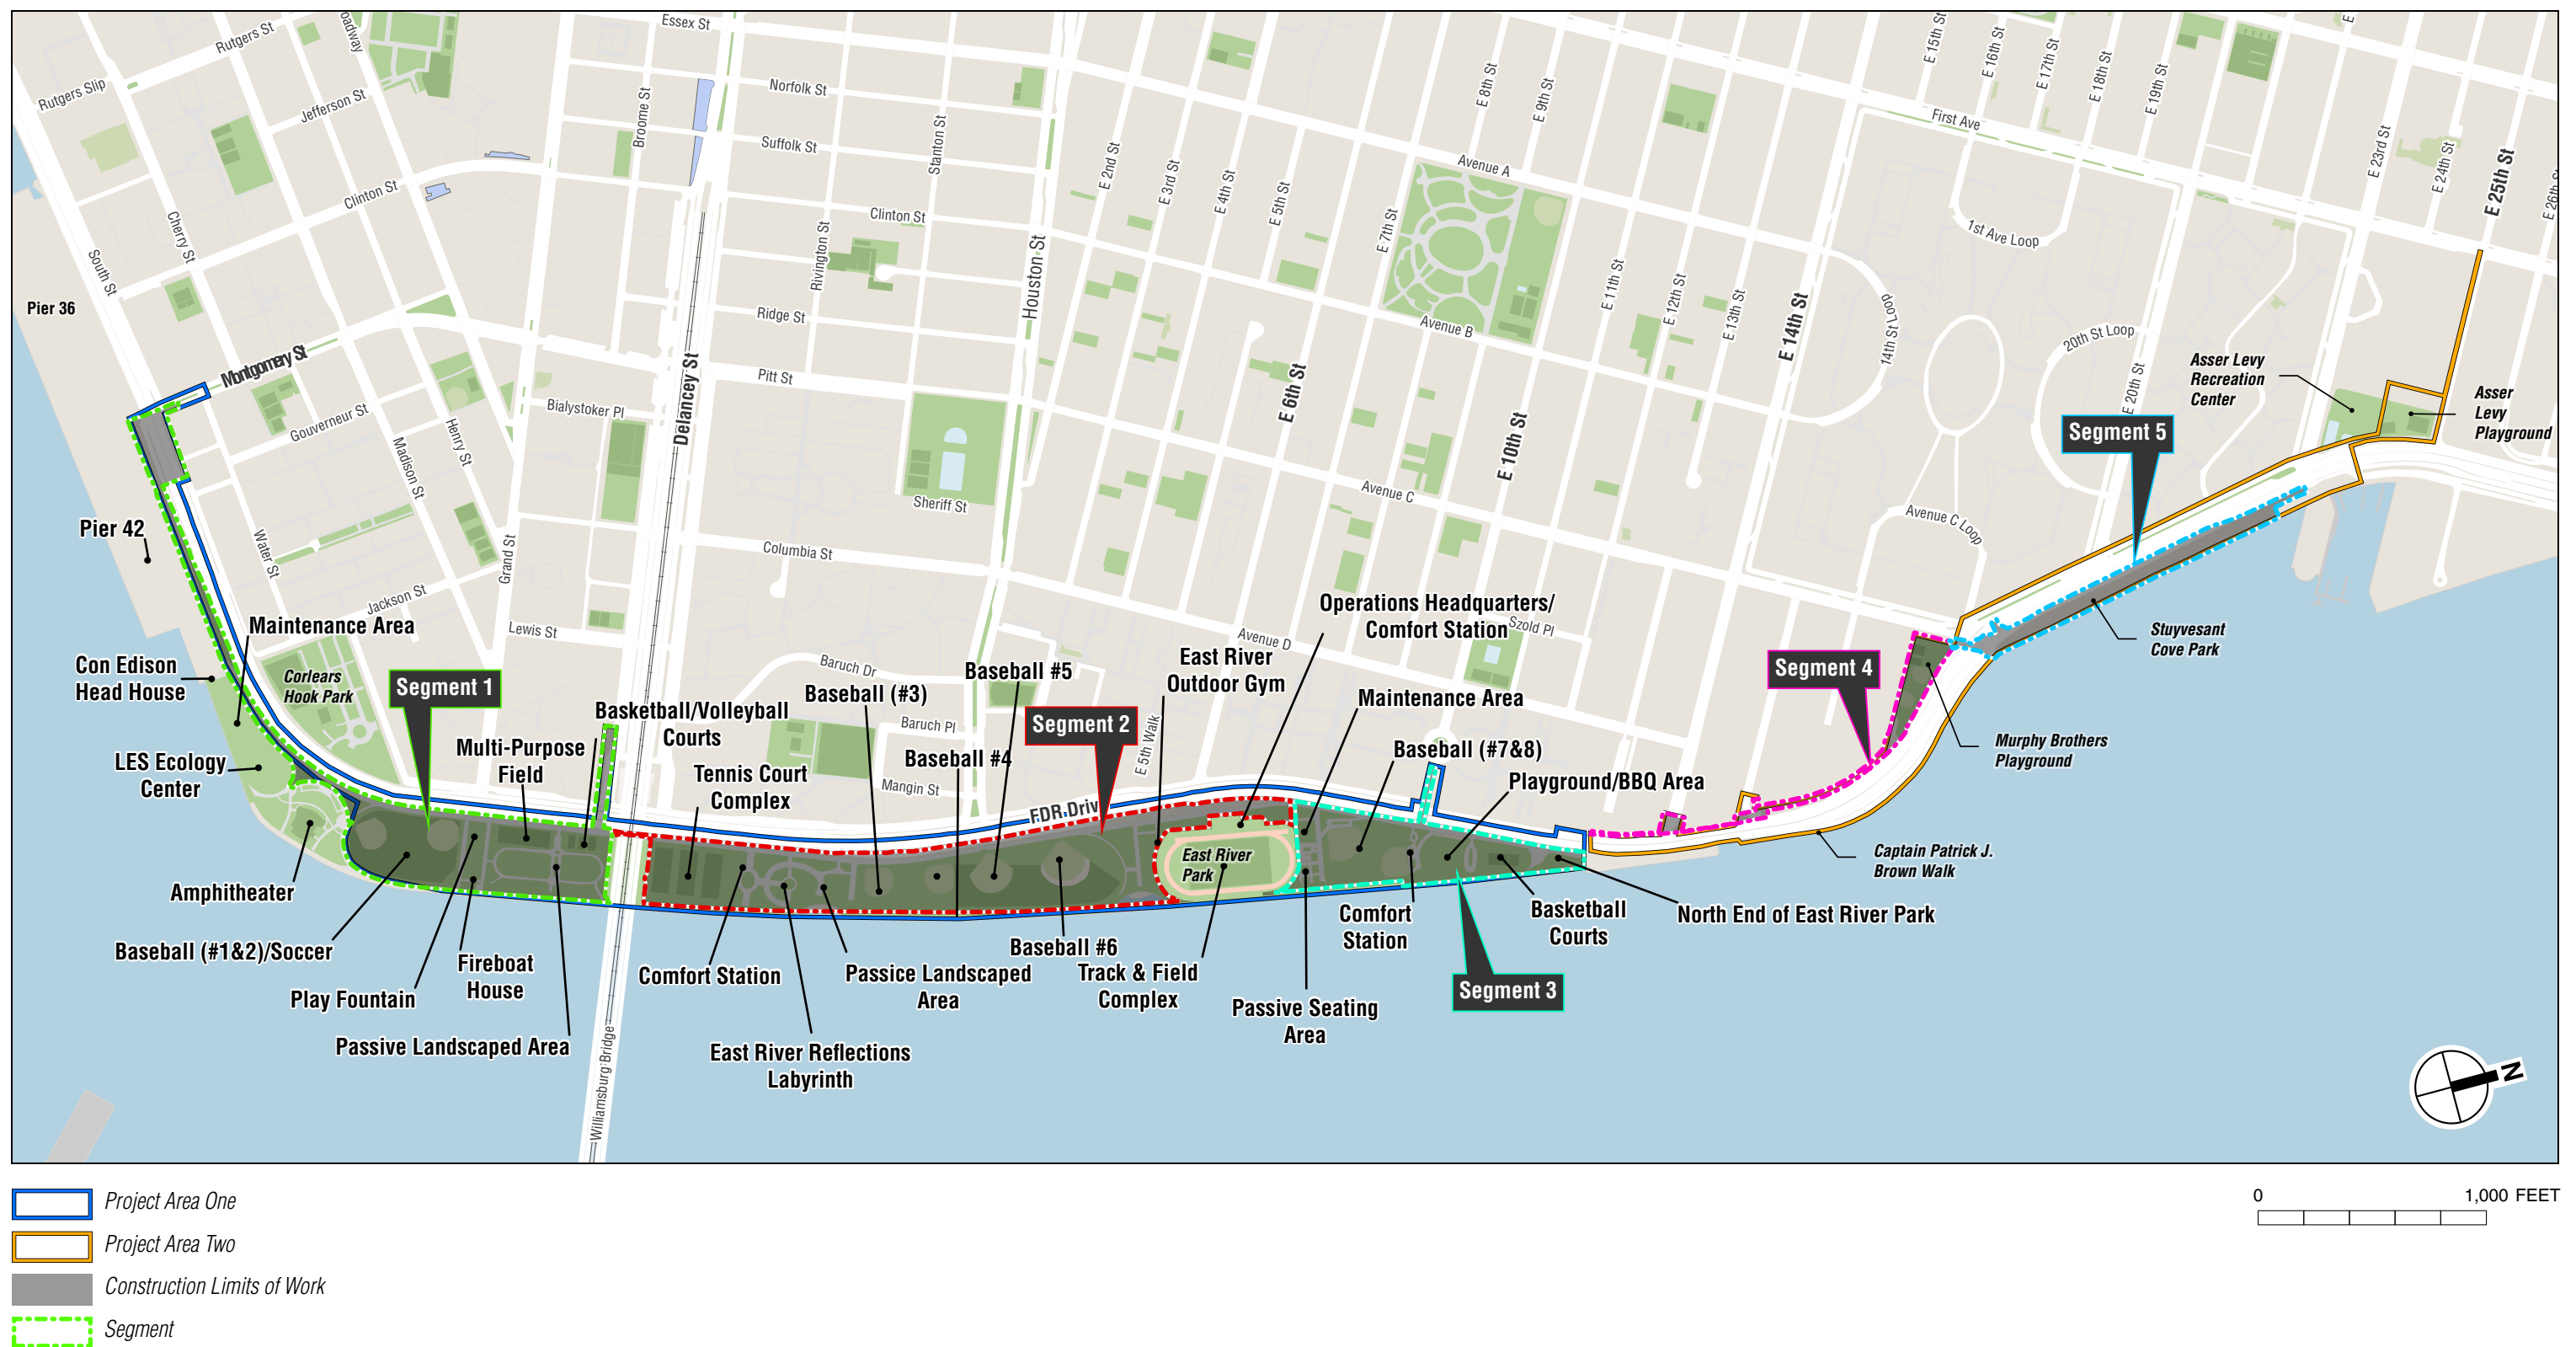 Essex St
Rutgers St
oadway
Rutgers Slip
Jefferson St
Norfolk St
Broome St
Suffolk St
Stanton St
Clinton St
Clinton St
Cherry St
South St
Rivington St
Ridge St
Houston St
E 2nd St
E 3rd St
E 4th St
E 5th St
E 7th St
E 8th St
E 9th St
Avenue A
E 15th St
E 16th St
E 17th St
E 18th St
E 19th St
First Ave
1st Ave Loop
E 23rd St
E 24th St
E 25th St
E 26th St
Pier 36
Montgomery St
Gouveneur St
Henry St
Madison St
Bialystoker Pl
Delancey St
Pitt St
Sheriff St
E 6th St
Avenue B
E 10th St
E 11th St
E 12th St
E 13th St
E 14th St
14th St Loop
20th St Loop
E 20th St
Asser Levy
Recreation
Center
Asser
Levy
Playground
Segment 5
Pier 42
Water St
Grand St
Jackson St
Columbia St
Avenue C
Avenue C Loop
Lewis St
Avenue D
Szold Pl
Operations Headquarters/
Comfort Station
Maintenance Area
Con Edison
Head House
Corlears
Hook Park
Segment 1
Baruch Dr
Baruch Pl
Mangin St
Baseball (#3)
Baseball #5
East River
Outdoor Gym
Maintenance Area
Segment 4
Stuyvesant
Cove Park
Murphy Brothers
Playground
LES Ecology
Center
Multi-Purpose
Field
Basketball/Volleyball
Courts
Tennis Court
Complex
Baseball #4
Segment 2
E 5th Walk
FDR Driv
Baseball (#7&8)
Playground/BBQ Area
East River
Park
Captain Patrick J.
Brown Walk
Amphitheater
Baseball (#1&2)/Soccer
Play Fountain
Fireboat
House
Passive Landscaped Area
Williamsburg Bridge
Comfort Station
East River Reflections
Labyrinth
Passice Landscaped
Area
Baseball #6
Track & Field
Complex
Passive Seating
Area
Comfort
Station
Segment 3
Basketball
Courts
North End of East River Park
N
Project Area One
Project Area Two
Construction Limits of Work
Segment
0 1,000 FEET